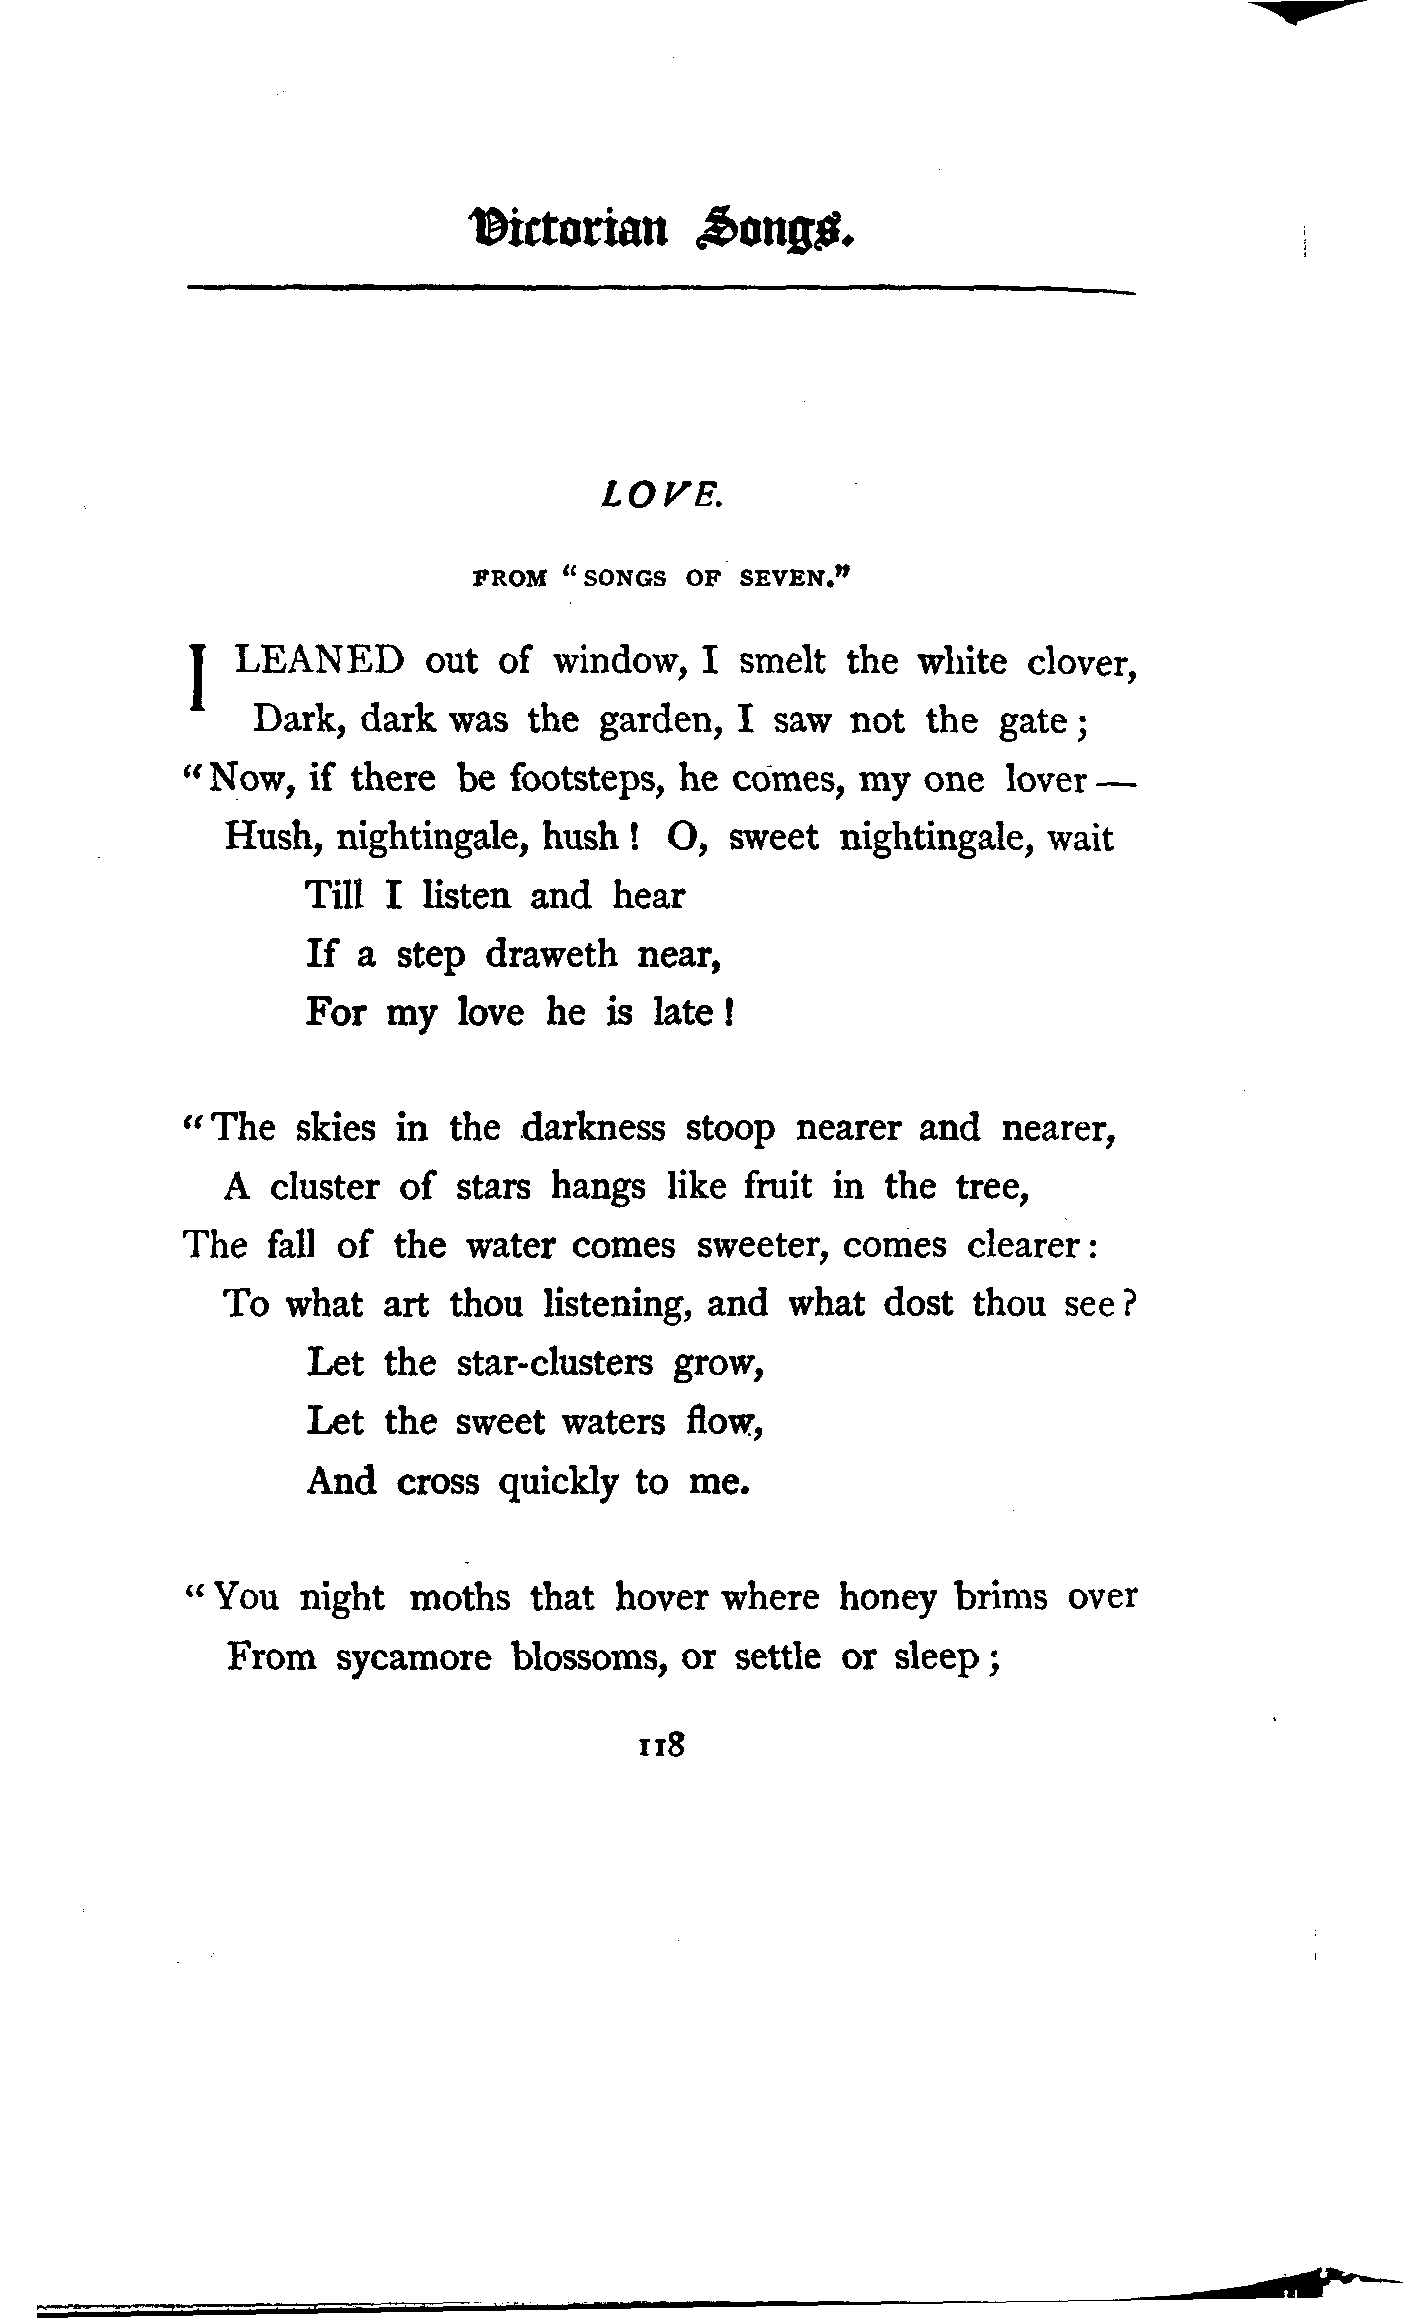 Victorian Songs.
LOVE.
FROM "SONGS OF SEVEN."
I LEANED out of window, I smelt the white clover,
Dark, dark was the garden, I saw not the gate;
"Now, if there be footsteps, he comes, my one lover—
Hush, nightingale, hush! O, sweet nightingale, wait
Till I listen and hear
If a step draweth near,
For my love he is late!
"The skies in the darkness stoop nearer and nearer,
A cluster of stars hangs like fruit in the tree,
The fall of the water comes sweeter, comes clearer:
To what art thou listening, and what dost thou see?
Let the star-clusters grow,
Let the sweet waters flow,
And cross quickly to me.
"You night moths that hover where honey brims over
From sycamore blossoms, or settle or sleep;
118